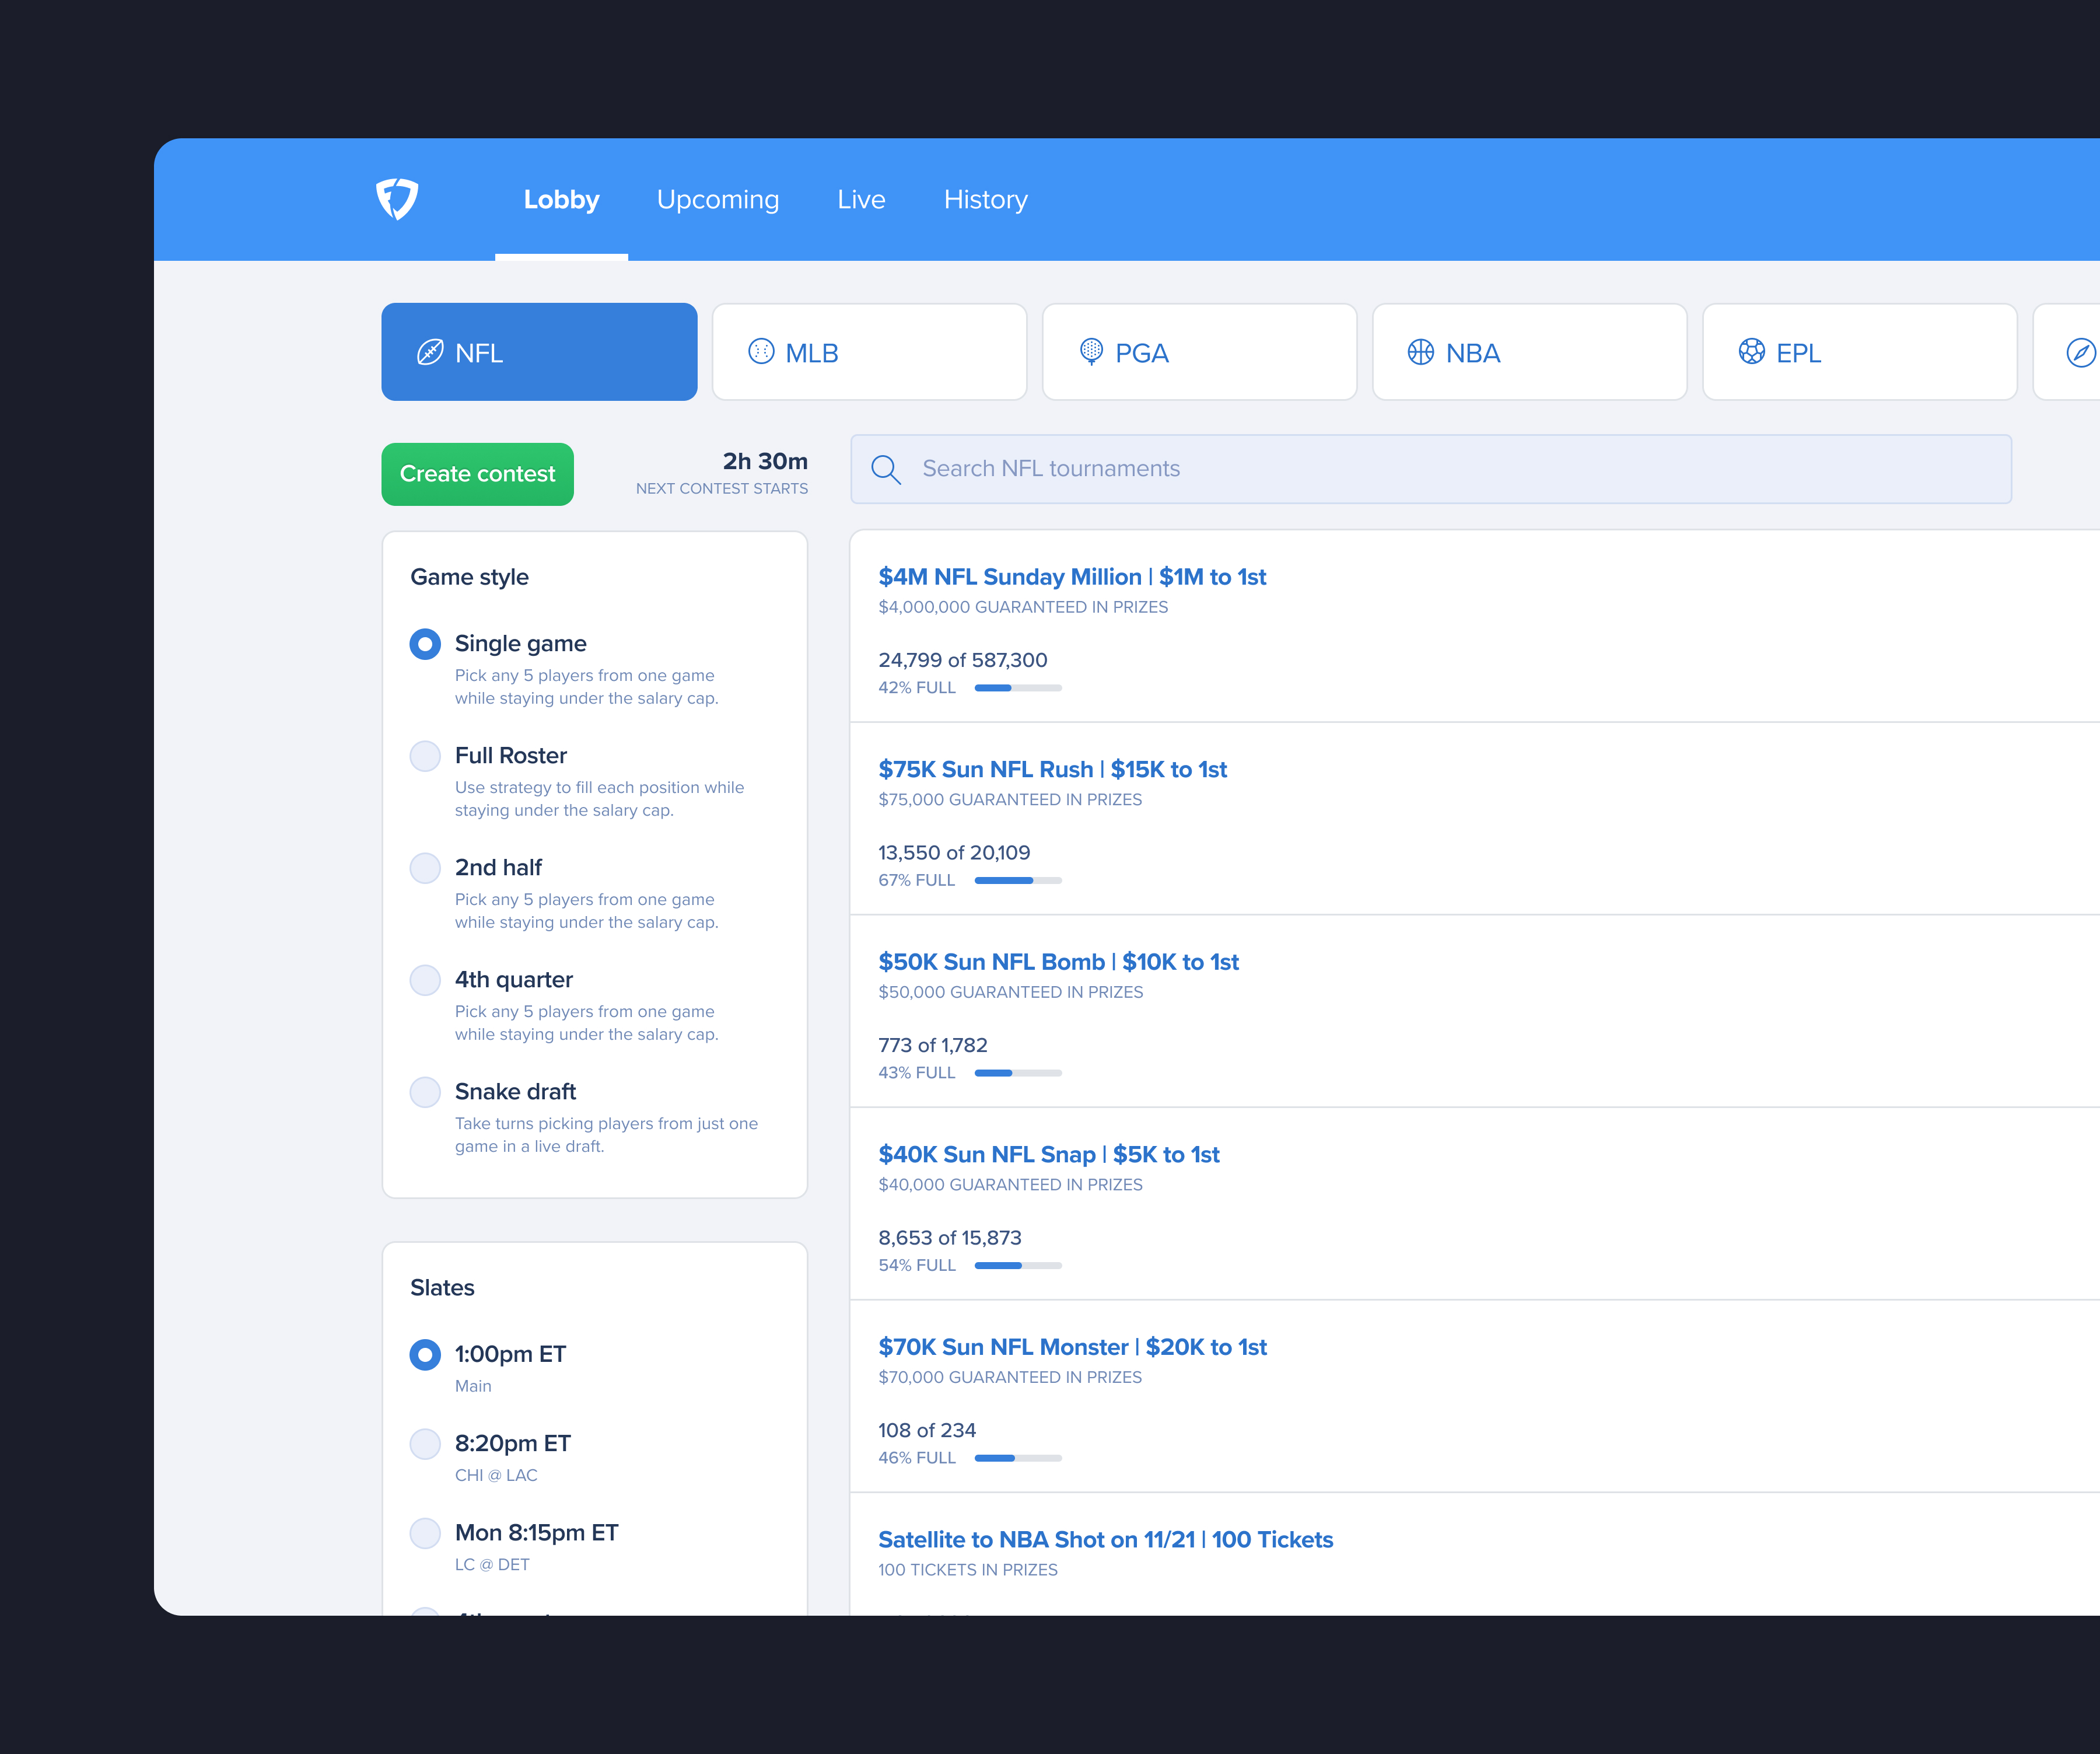 Lobby
Upcoming
Live
History
NFL
MLB
PGA
NBA
EPL
Create contest
2h 30m
NEXT CONTEST STARTS
Search NFL tournaments
Game style
Single game
Pick any 5 players from one game
while staying under the salary cap.
Full Roster
Use strategy to fill each position while
staying under the salary cap.
2nd half
Pick any 5 players from one game
while staying under the salary cap.
4th quarter
Pick any 5 players from one game
while staying under the salary cap.
Snake draft
Take turns picking players from just one
game in a live draft.
Slates
1:00pm ET
Main
8:20pm ET
CHI @ LAC
Mon 8:15pm ET
LC @ DET
$4M NFL Sunday Million | $1M to 1st
$4,000,000 GUARANTEED IN PRIZES
24,799 of 587,300
42% FULL
$75K Sun NFL Rush | $15K to 1st
$75,000 GUARANTEED IN PRIZES
13,550 of 20,109
67% FULL
$50K Sun NFL Bomb | $10K to 1st
$50,000 GUARANTEED IN PRIZES
773 of 1,782
43% FULL
$40K Sun NFL Snap | $5K to 1st
$40,000 GUARANTEED IN PRIZES
8,653 of 15,873
54% FULL
$70K Sun NFL Monster | $20K to 1st
$70,000 GUARANTEED IN PRIZES
108 of 234
46% FULL
Satellite to NBA Shot on 11/21 | 100 Tickets
100 TICKETS IN PRIZES